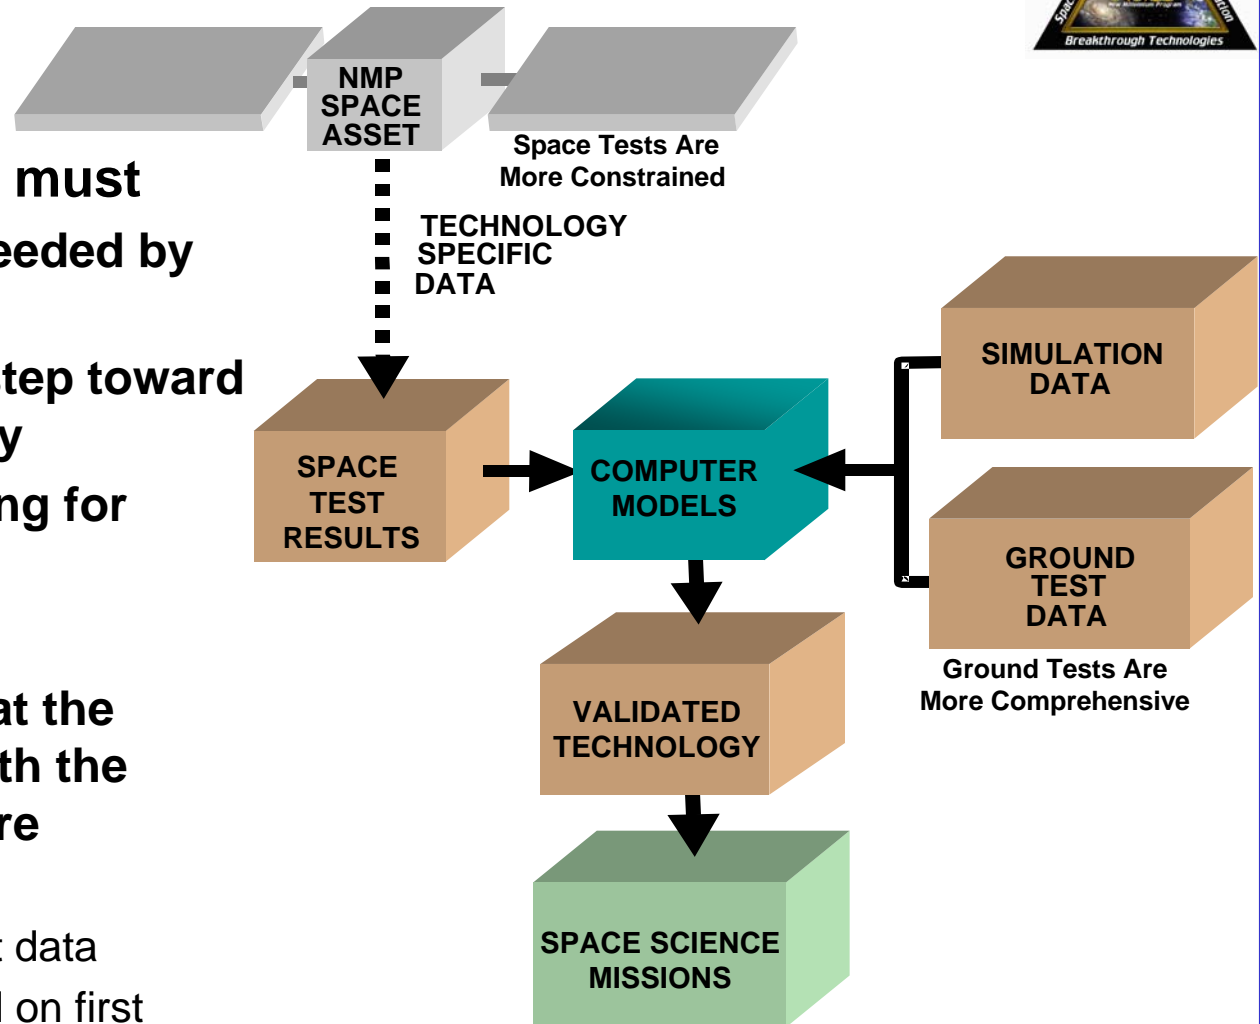 Breakthrough Technologies
NMP
SPACE
ASSET
Space Tests Are
More Constrained
must
eeded by
step toward
y
ng for
at the
th the
re
t data
d on first
TECHNOLOGY
SPECIFIC
DATA
SPACE
TEST
RESULTS
COMPUTER
MODELS
SIMULATION
DATA
GROUND
TEST
DATA
Ground Tests Are
More Comprehensive
VALIDATED
TECHNOLOGY
SPACE SCIENCE
MISSIONS